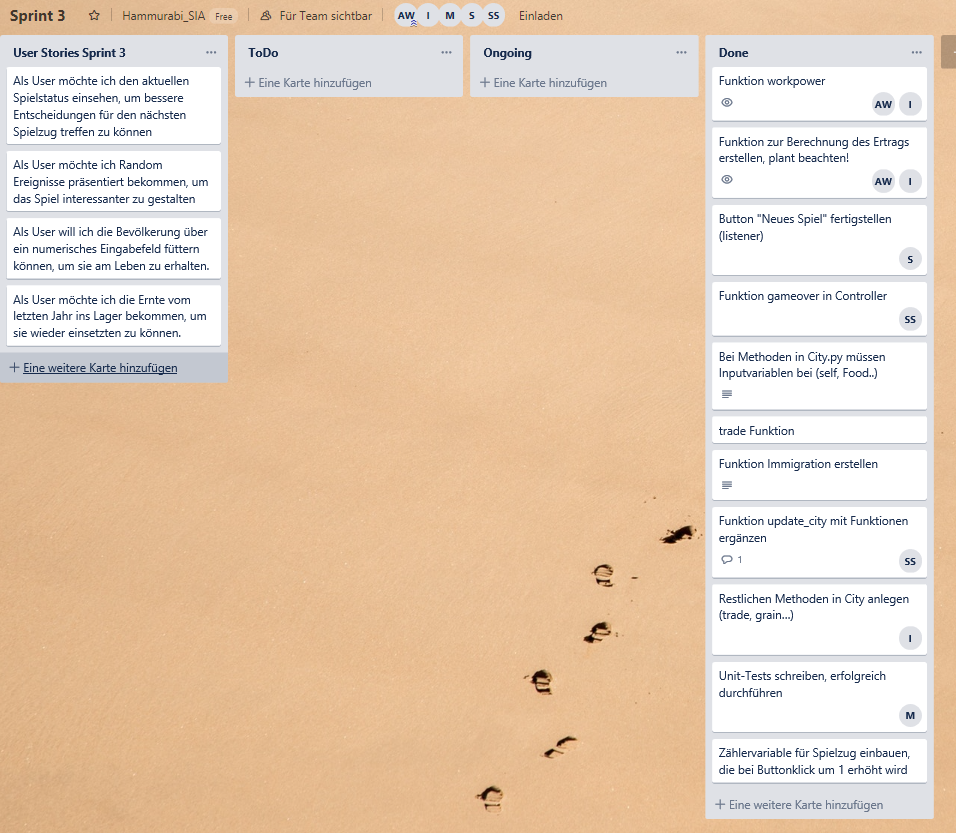 Sprint 3
Hammurabi_SIA Free
Für Team sichtbar
AW I M S SS
Einladen
User Stories Sprint 3
Als User möchte ich den aktuellen
Spielstatus einsehen, um bessere
Entscheidungen für den nächsten
Spielzug treffen zu können
Als User möchte ich Random
Ereignisse präsentiert bekommen, um
das Spiel interessanter zu gestalten
Als User will ich die Bevölkerung über
ein numerisches Eingabefeld füttern
können, um sie am Leben zu erhalten.
Als User möchte ich die Ernte vom
letzten Jahr ins Lager bekommen, um
sie wieder einsetzten zu können.
+ Eine weitere Karte hinzufügen
ToDo
+ Eine Karte hinzufügen
Ongoing
+ Eine Karte hinzufügen
Done
Funktion workpower
AW I
Funktion zur Berechnung des Ertrags
erstellen, plant beachten!
AW I
Button "Neues Spiel" fertigstellen
(listener)
S
Funktion gameover in Controller
SS
Bei Methoden in City.py müssen
Inputvariablen bei (self, Food..)
trade Funktion
Funktion Immigration erstellen
Funktion update_city mit Funktionen
ergänzen
1
SS
Restlichen Methoden in City anlegen
(trade, grain...)
I
Unit-Tests schreiben, erfolgreich
durchführen
M
Zählervariable für Spielzug einbauen,
die bei Buttonklick um 1 erhöht wird
+ Eine weitere Karte hinzufügen